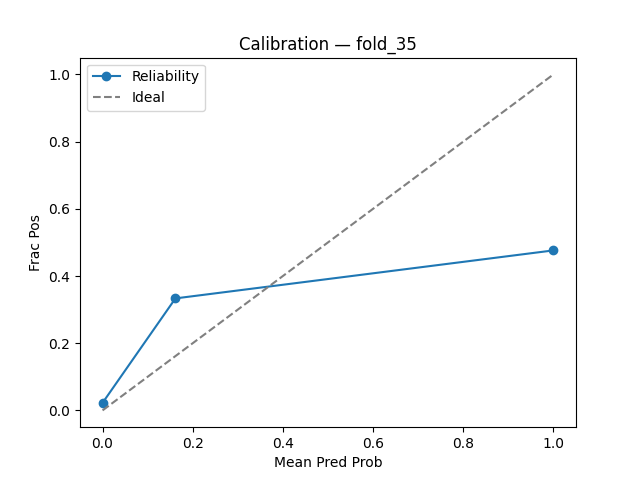 Calibration — fold_35
Reliability
Ideal
1.0
0.8
0.6
0.4
0.2
0.0
Frac Pos
0.0 0.2 0.4 0.6 0.8 1.0
Mean Pred Prob